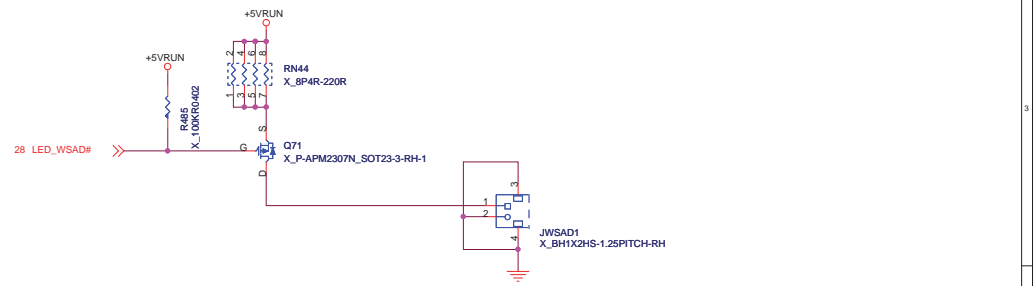 +5VRUN
+5VRUN
2 4 6 8
RN44
X_8P4R-220R
1 3 5 7
R485
X_100KR0402
S
28 LED_WSAD#
G
Q71
X_P-APM2307N_SOT23-3-RH-1
D
3
1
2
4
JWSAD1
X_BH1X2HS-1.25PITCH-RH
3